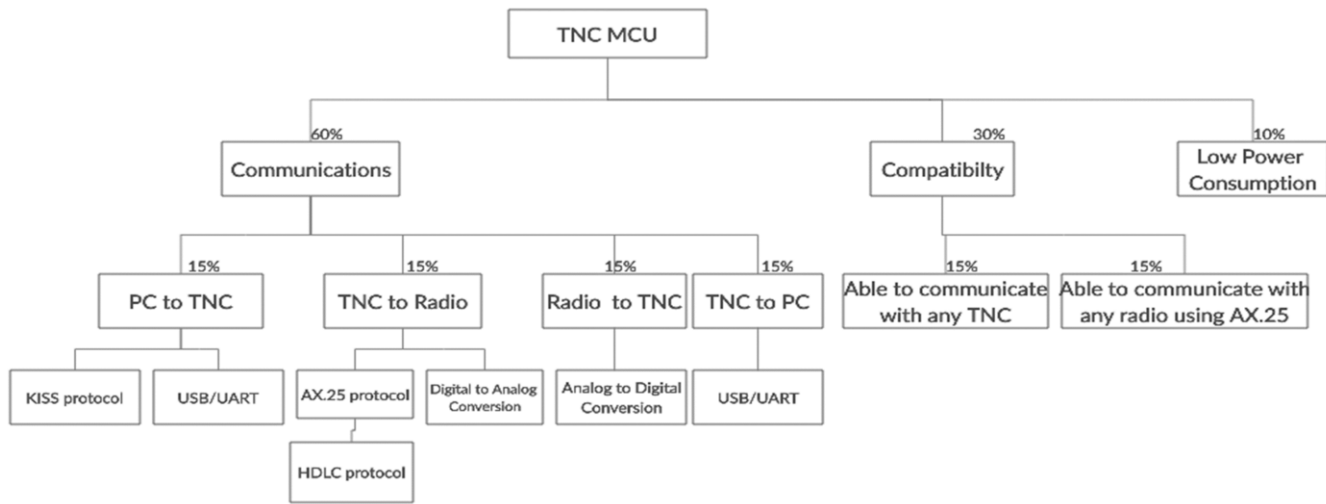 TNC MCU
60%
30%
10%
Communications
Compatibilty
Low Power
Consumption
15%
15%
15%
15%
15%
15%
PC to TNC
TNC to Radio
Radio to TNC
TNC to PC
Able to communicate
with any TNC
Able to communicate with
any radio using AX.25
KISS protocol
USB/UART
AX.25 protocol
Digital to Analog
Conversion
Analog to Digital
Conversion
USB/UART
HDLC protocol